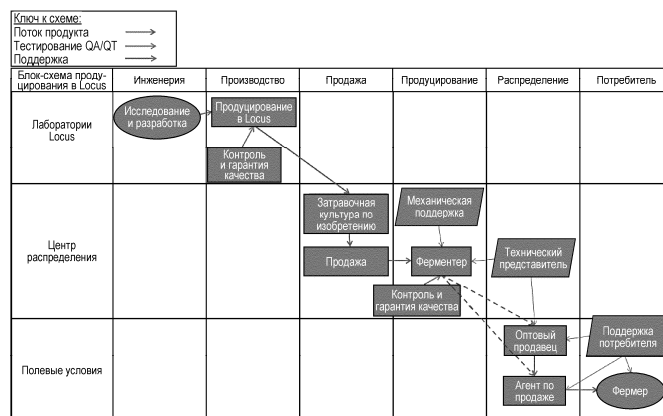 Ключ к схеме:
Поток продукта
Тестирование QA/QT
Поддержка
Блок-схема проду-
цирования в Locus
Инженерия
Производство
Продажа
Продуцирование
Распределение
Потребитель
Лаборатории
Locus
Исследование
и разработка
Продуцирование
в Locus
Контроль
и гарантия
качества
Центр
распределения
Затравочная
культура по
изобретению
Механическая
поддержка
Продажа
Ферментер
Технический
представитель
Контроль и
гарантия качества
Полевые условия
Оптовый
продавец
Поддержка
потребителя
Агент по
продаже
Фермер